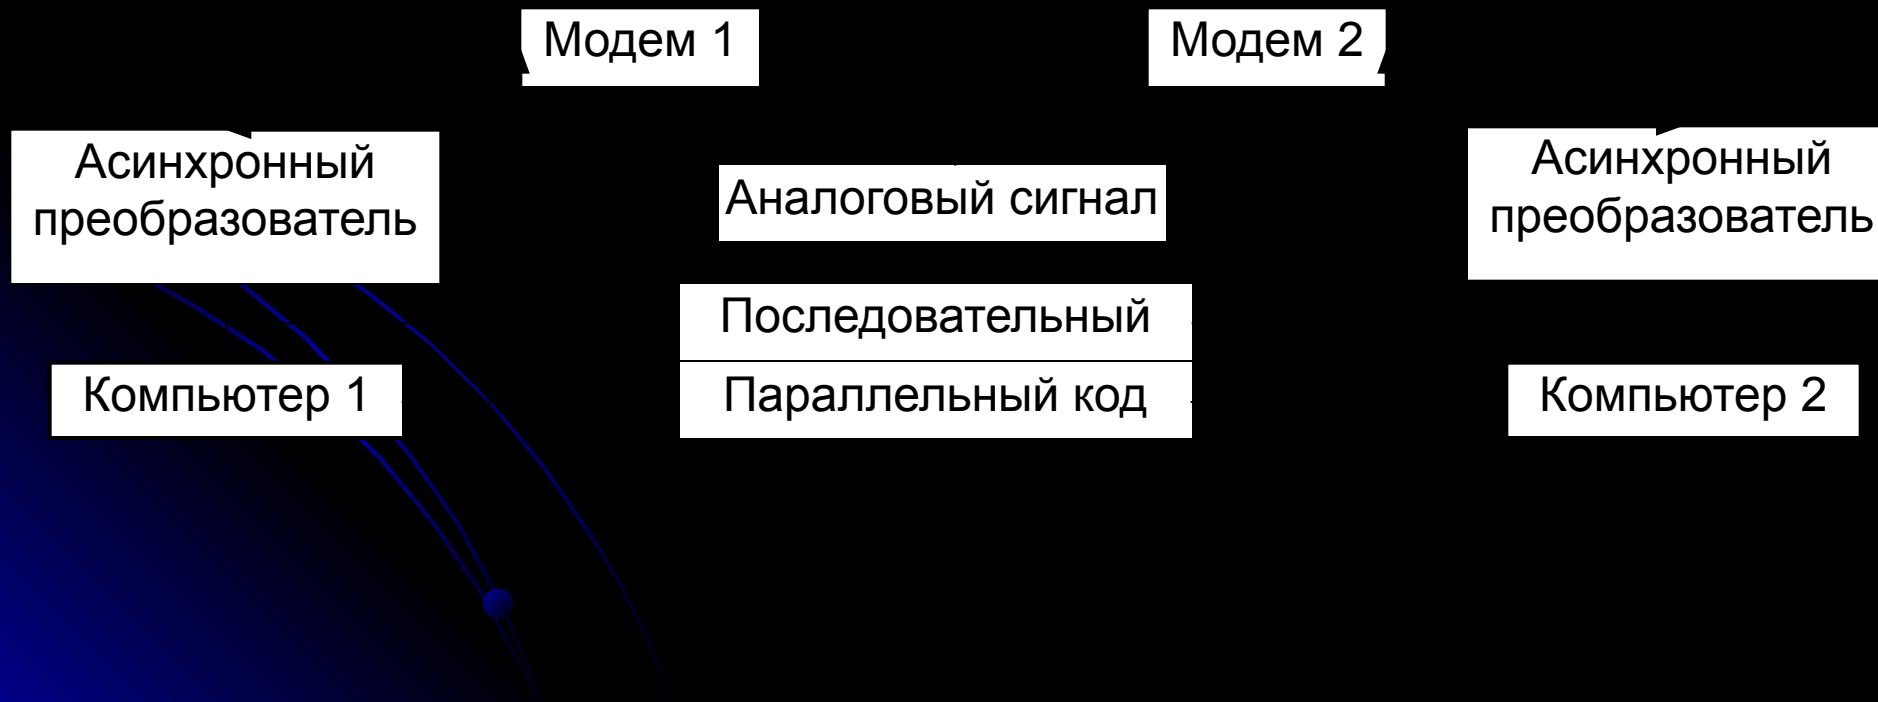 Модем 1
Модем 2
Асинхронный
преобразователь
Аналоговый сигнал
Асинхронный
преобразователь
Последовательный
Компьютер 1
Параллельный код
Компьютер 2